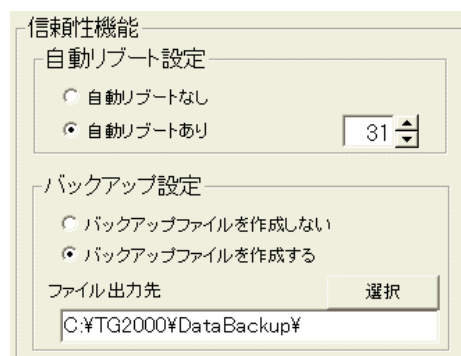 信頼性機能
自動リブート設定
自動リブートなし
自動リブートあり 31
バックアップ設定
バックアップファイルを作成しない
バックアップファイルを作成する
ファイル出力先 選択
C:¥TG2000¥DataBackup¥